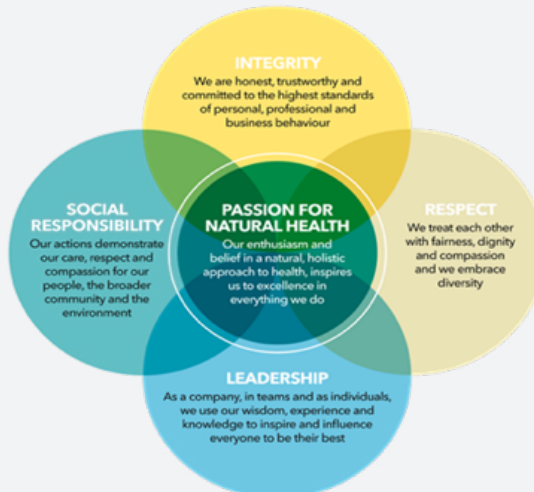 INTEGRITY
We are honest, trustworthy and
committed to the highest standards
of personal, professional and
business behaviour
SOCIAL
RESPONSIBILITY
Our actions demonstrate
our care, respect and
compassion for our
people, the broader
community and the
environment
PASSION FOR
NATURAL HEALTH
Our enthusiasm and
belief in a natural, holistic
approach to health, inspires
us to excellence in
everything we do
RESPECT
We treat each other
with fairness, dignity
and compassion
and we embrace
diversity
LEADERSHIP
As a company, in teams and as individuals,
we use our wisdom, experience and
knowledge to inspire and influence
everyone to be their best